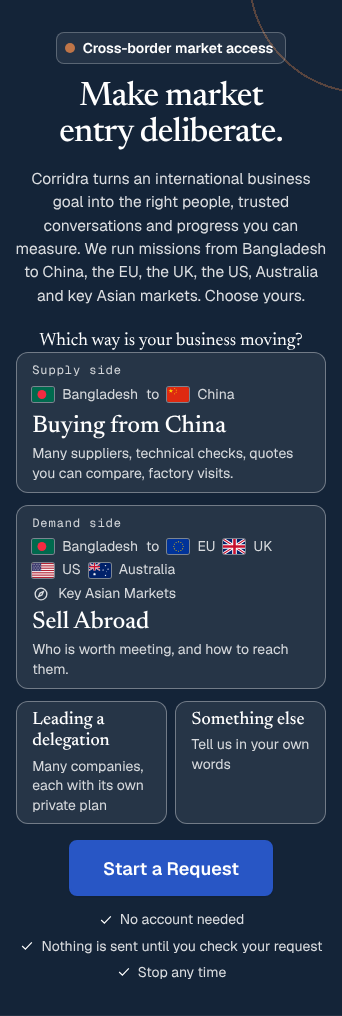 Cross-border market access
Make market
entry deliberate.
Corridra turns an international business
goal into the right people, trusted
conversations and progress you can
measure. We run missions from Bangladesh
to China, the EU, the UK, the US, Australia
and key Asian markets. Choose yours.
Which way is your business moving?
Supply side
Bangladesh to China
Buying from China
Many suppliers, technical checks, quotes
you can compare, factory visits.
Demand side
Bangladesh to EU UK
US Australia
Key Asian Markets
Sell Abroad
Who is worth meeting, and how to reach
them.
Leading a
delegation
Many companies,
each with its own
private plan
Something else
Tell us in your own
words
Start a Request
No account needed
Nothing is sent until you check your request
Stop any time